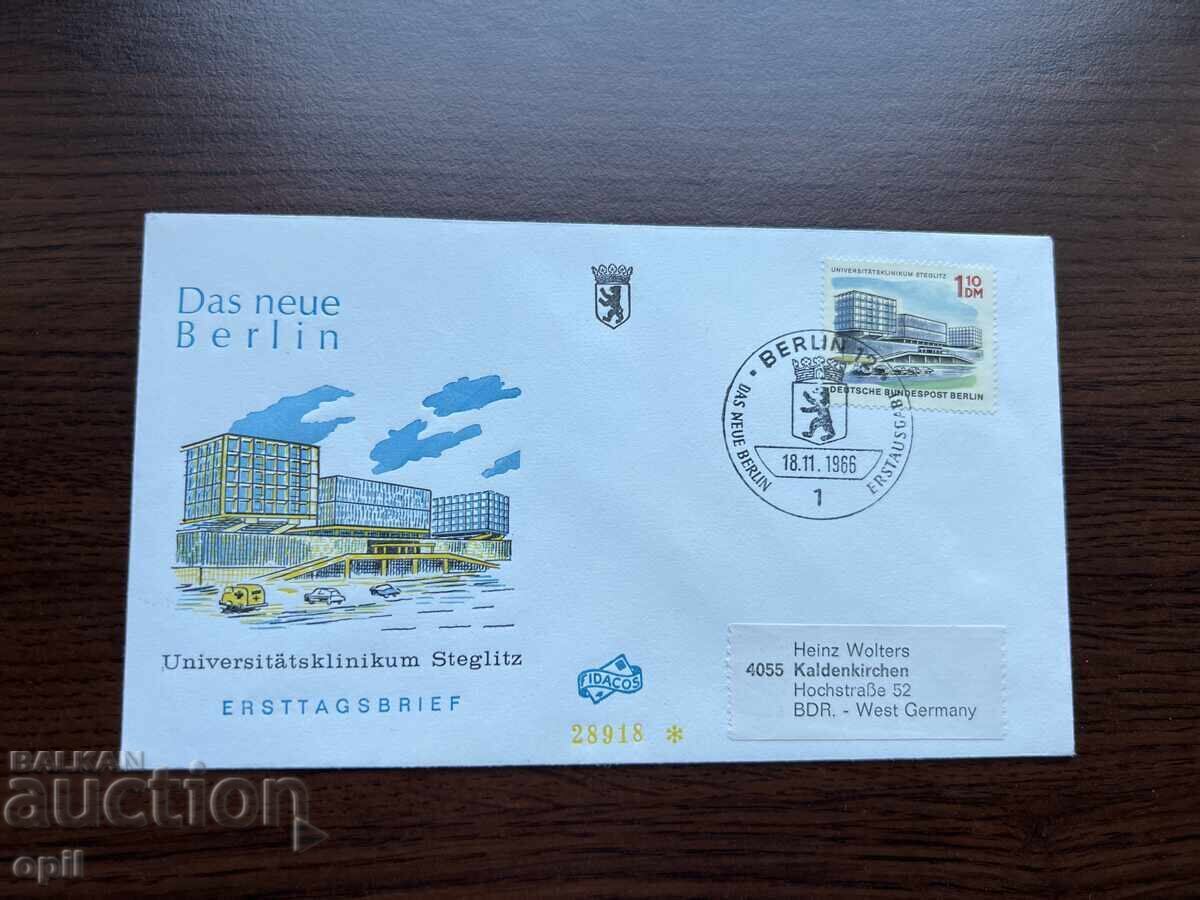 Das neue
Berlin
UNIVERSITÄTSKLINIKUM STEGLITZ
1 10
DM
DEUTSCHE BUNDESPOST BERLIN
BERLIN 12
DAS NEUE BERLIN
ERSTAUSGABE
18.11.1966
1
Universitätsklinikum Steglitz
ERSTTAGSBRIEF
FIDACOS
28918 *
Heinz Wolters
4055 Kaldenkirchen
Hochstraße 52
BDR. - West Germany
BALKAN
auction
opil